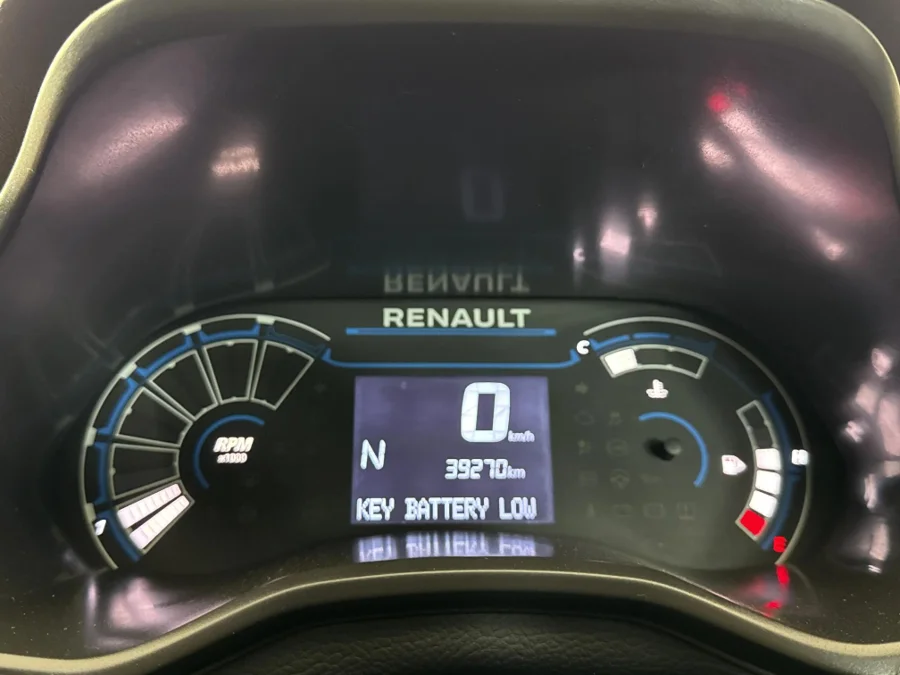 RENAULT
C
0 km/h
N
39270km
KEY BATTERY LOW
RPM
x1000